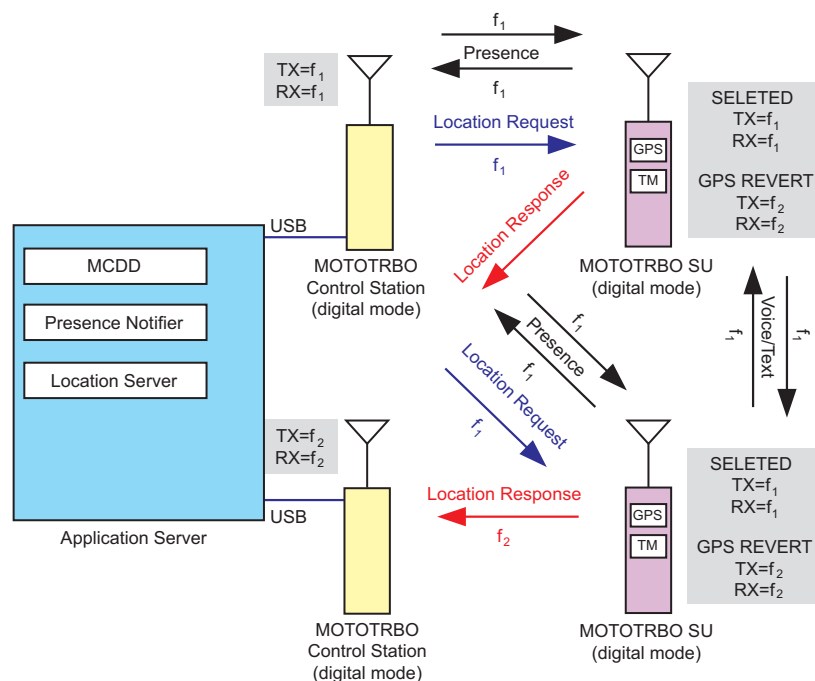 f₁
Presence
f₁
TX=f₁
RX=f₁
Location Request
f₁
GPS
TM
SELETED
TX=f₁
RX=f₁
GPS REVERT
TX=f₂
RX=f₂
Location Response
USB
MCDD
Presence Notifier
Location Server
MOTOTRBO
Control Station
(digital mode)
MOTOTRBO SU
(digital mode)
f₁
Presence
f₁
f₁
Voice/Text
f₁
Location Request
f₁
TX=f₂
RX=f₂
Location Response
f₂
GPS
TM
SELETED
TX=f₁
RX=f₁
GPS REVERT
TX=f₂
RX=f₂
USB
Application Server
MOTOTRBO
Control Station
(digital mode)
MOTOTRBO SU
(digital mode)